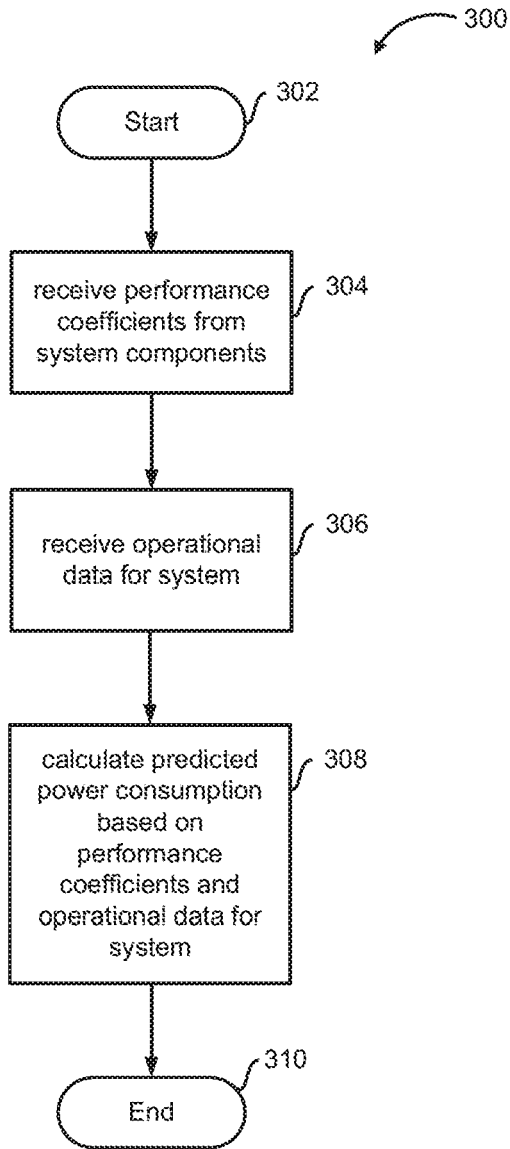 300
302
Start
receive performance
coefficients from
system components
304
receive operational
data for system
306
calculate predicted
power consumption
based on
performance
coefficients and
operational data for
system
308
310
End